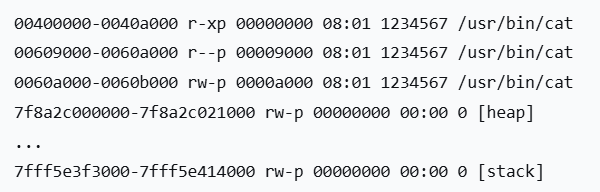 00400000-0040a000 r-xp 00000000 08:01 1234567 /usr/bin/cat
00609000-0060a000 r--p 00009000 08:01 1234567 /usr/bin/cat
0060a000-0060b000 rw-p 0000a000 08:01 1234567 /usr/bin/cat
7f8a2c000000-7f8a2c021000 rw-p 00000000 00:00 0 [heap]
...
7fff5e3f3000-7fff5e414000 rw-p 00000000 00:00 0 [stack]